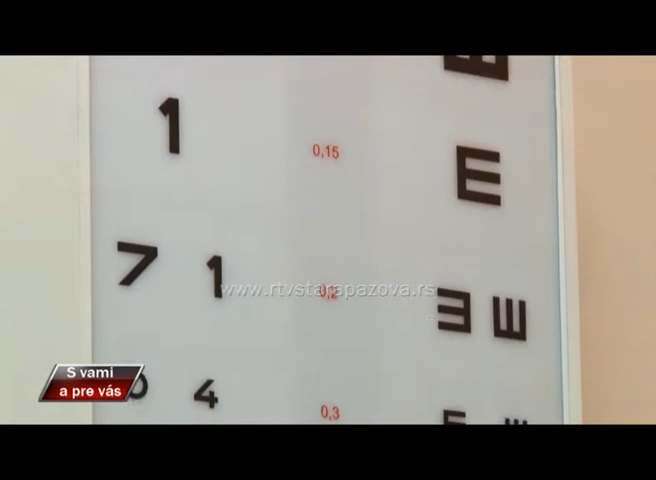 1 0,15 E
7 1 0,2 E Ш
www.rtvstarapazova.rs
4 0,3
S vami
a pre vás